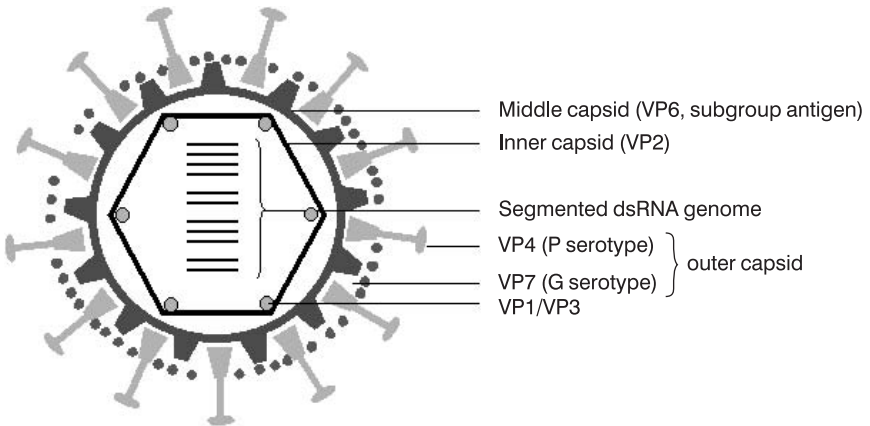 Middle capsid (VP6, subgroup antigen)
Inner capsid (VP2)
Segmented dsRNA genome
VP4 (P serotype)
outer capsid
VP7 (G serotype)
VP1/VP3